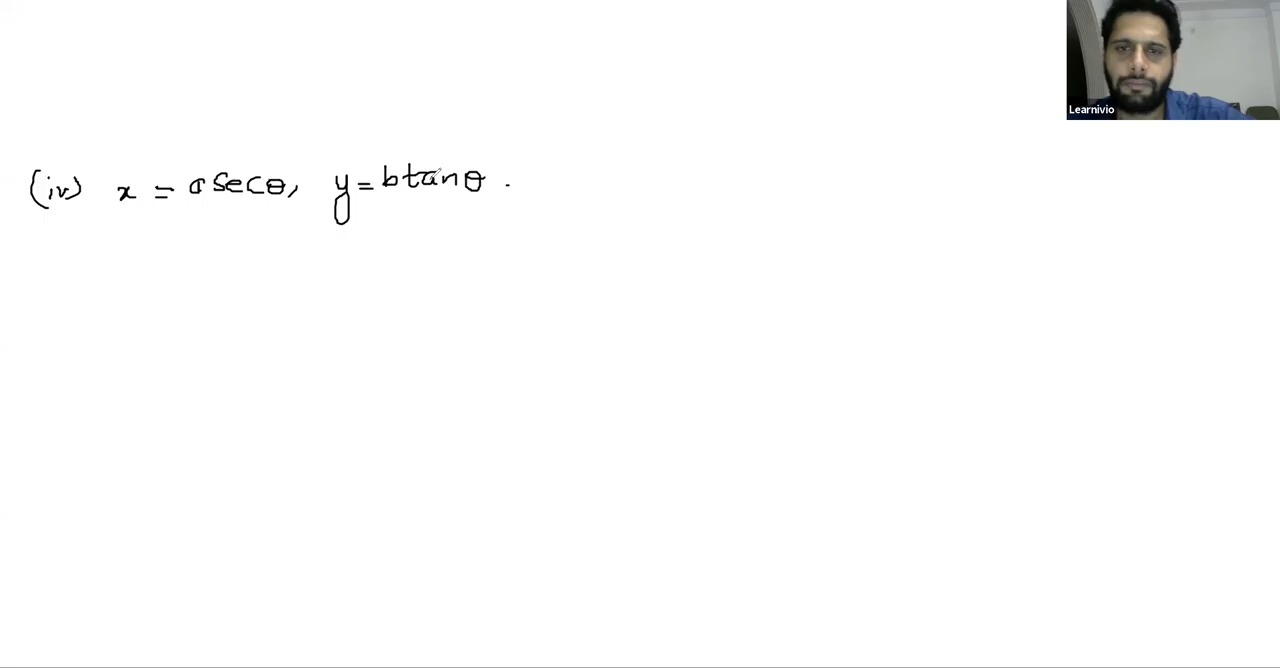 Learnivio
(iv) x = a secθ, y = b tanθ .